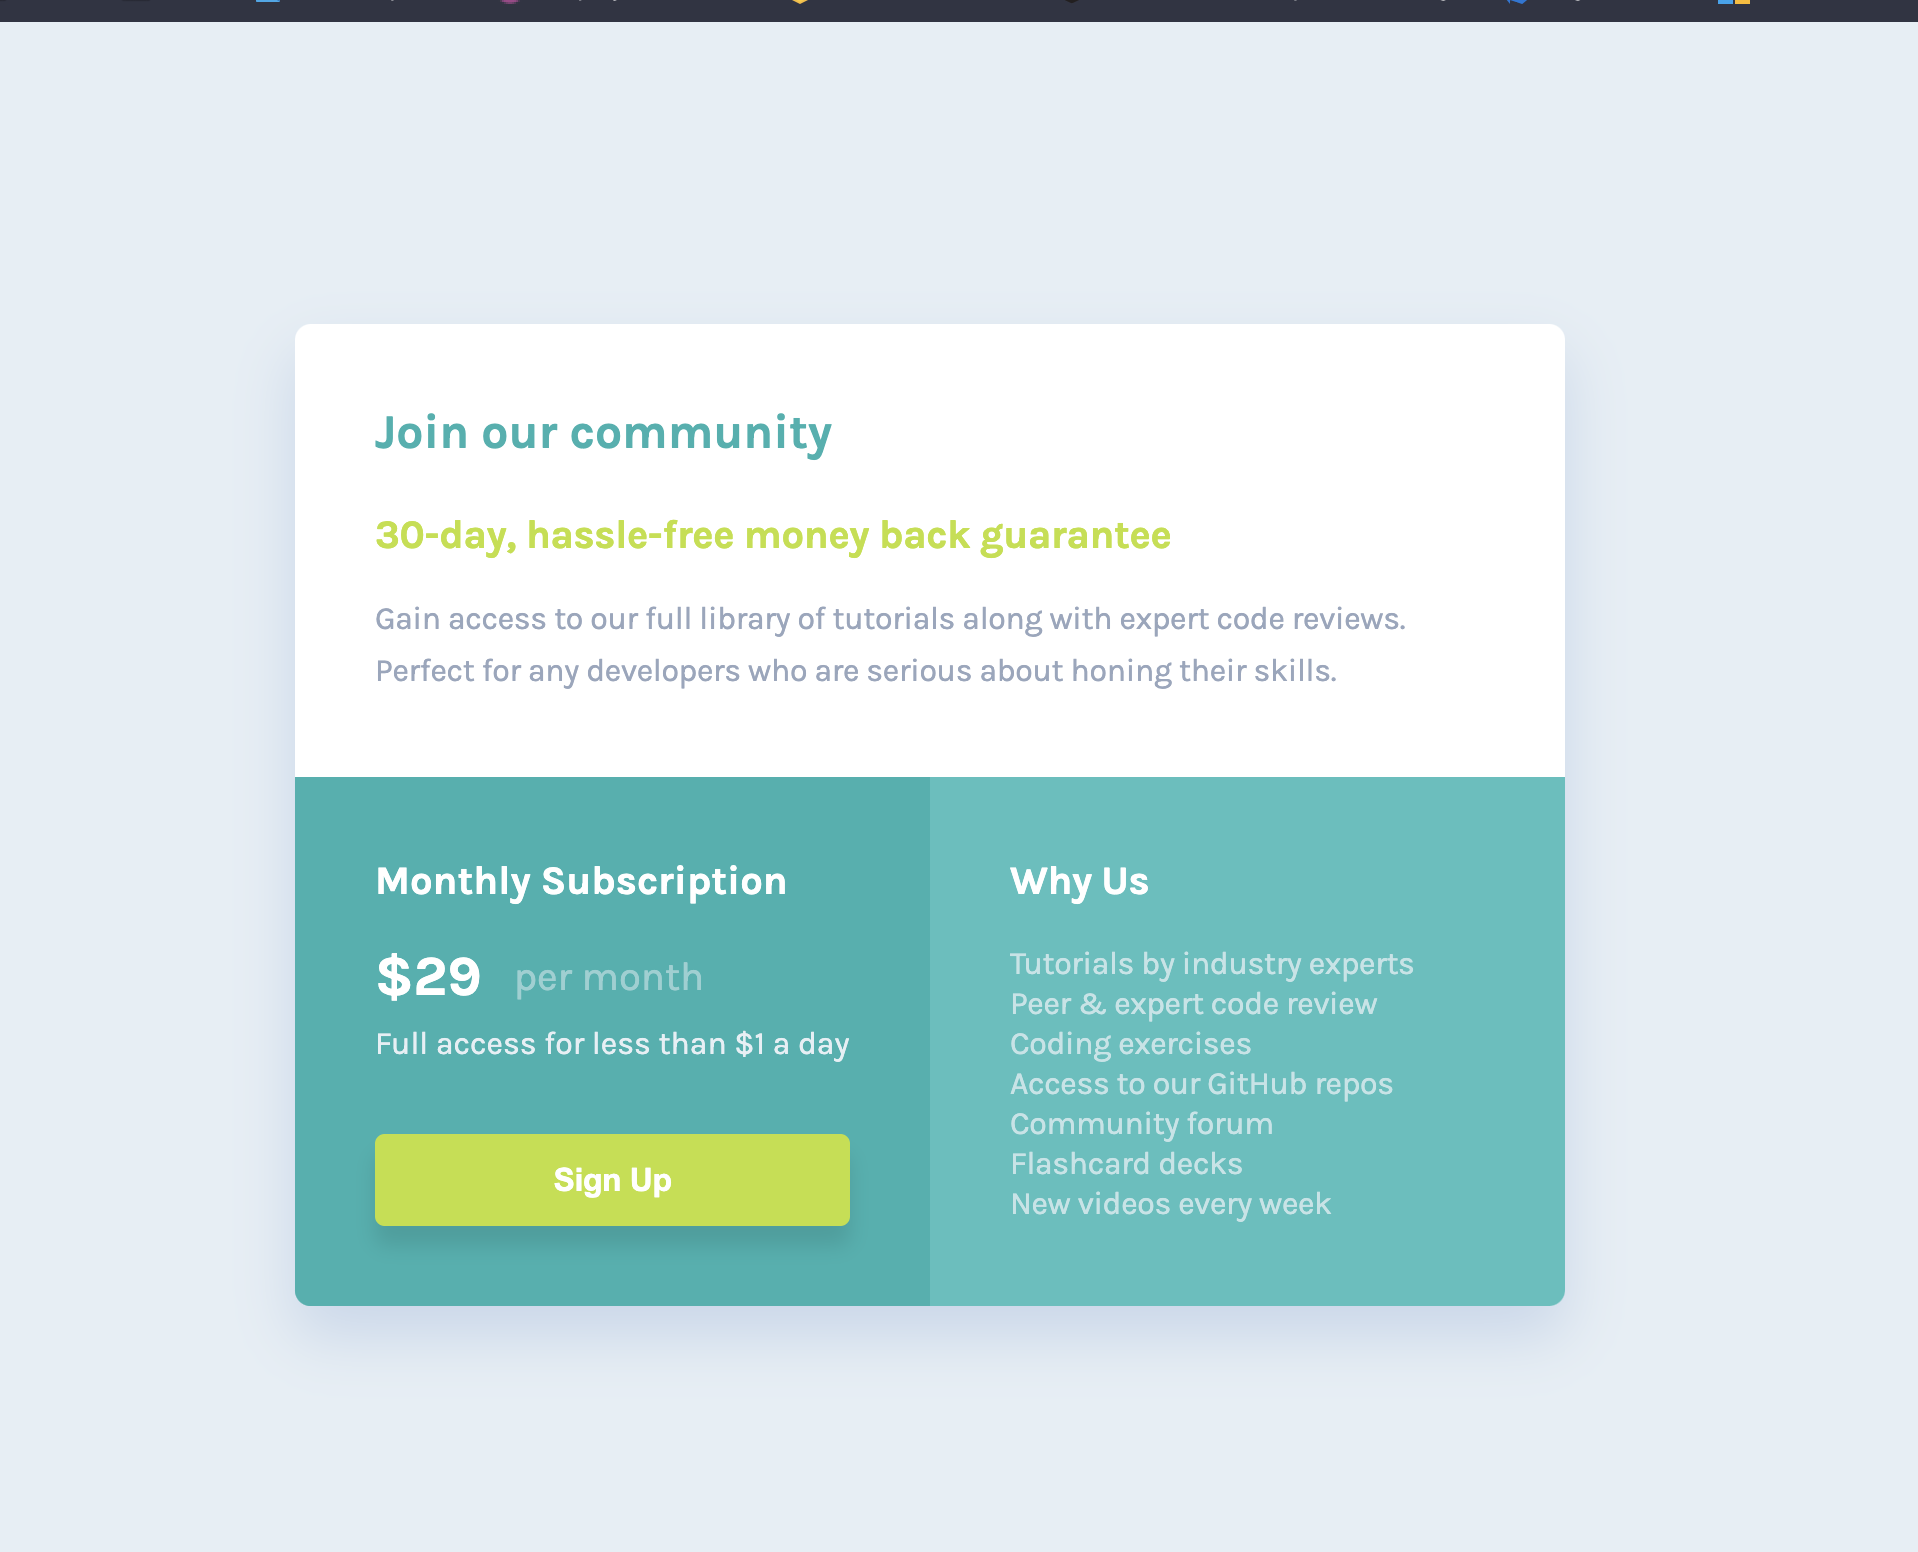 Join our community
30-day, hassle-free money back guarantee
Gain access to our full library of tutorials along with expert code reviews.
Perfect for any developers who are serious about honing their skills.
Monthly Subscription
$29 per month
Full access for less than $1 a day
Sign Up
Why Us
Tutorials by industry experts
Peer & expert code review
Coding exercises
Access to our GitHub repos
Community forum
Flashcard decks
New videos every week